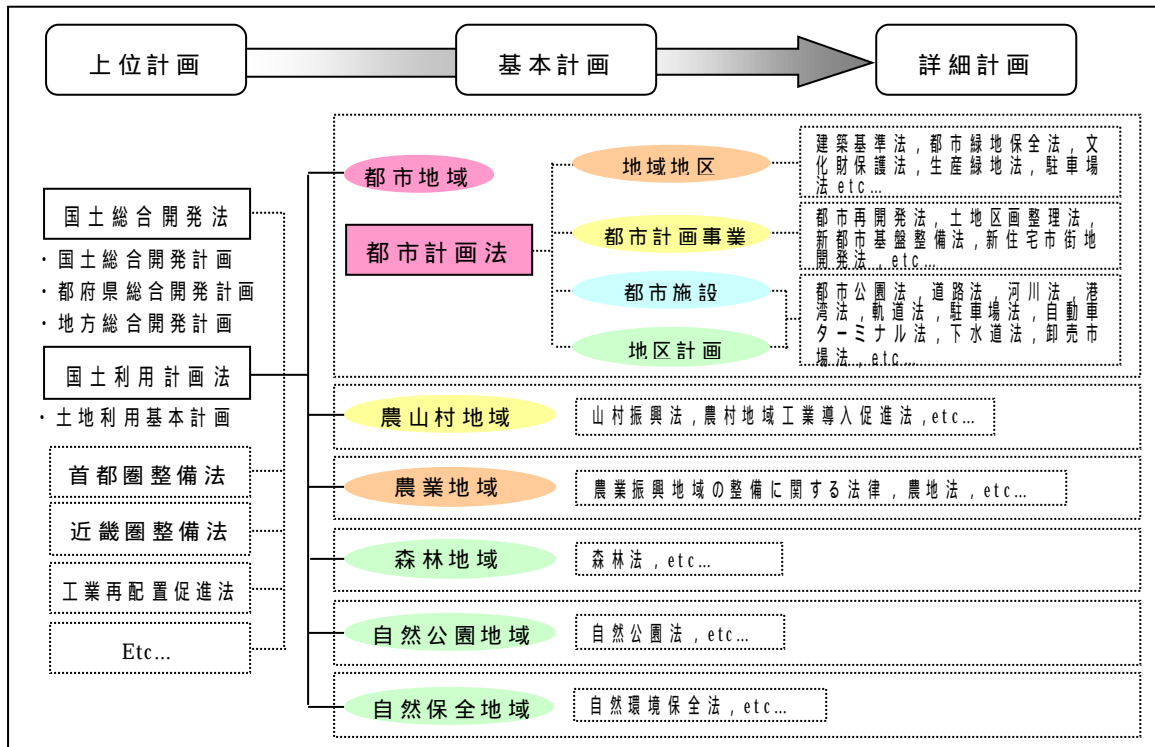 上位計画
基本計画
詳細計画
国土総合開発法
・国土総合開発計画
・都府県総合開発計画
・地方総合開発計画
国土利用計画法
・土地利用基本計画
首都圏整備法
近畿圏整備法
工業再配置促進法
Etc…
都市地域
都市計画法
地域地区
建築基準法，都市緑地保全法，文
化財保護法，生産緑地法，駐車場
法etc…
都市計画事業
都市再開発法，土地区画整理法，
新都市基盤整備法，新住宅市街地
開発法，etc…
都市施設
地区計画
都市公園法，道路法，河川法，港
湾法，軌道法，駐車場法，自動車
ターミナル法，下水道法，卸売市
場法，etc…
農山村地域
山村振興法，農村地域工業導入促進法，etc…
農業地域
農業振興地域の整備に関する法律，農地法，etc…
森林地域
森林法，etc…
自然公園地域
自然公園法，etc…
自然保全地域
自然環境保全法，etc…